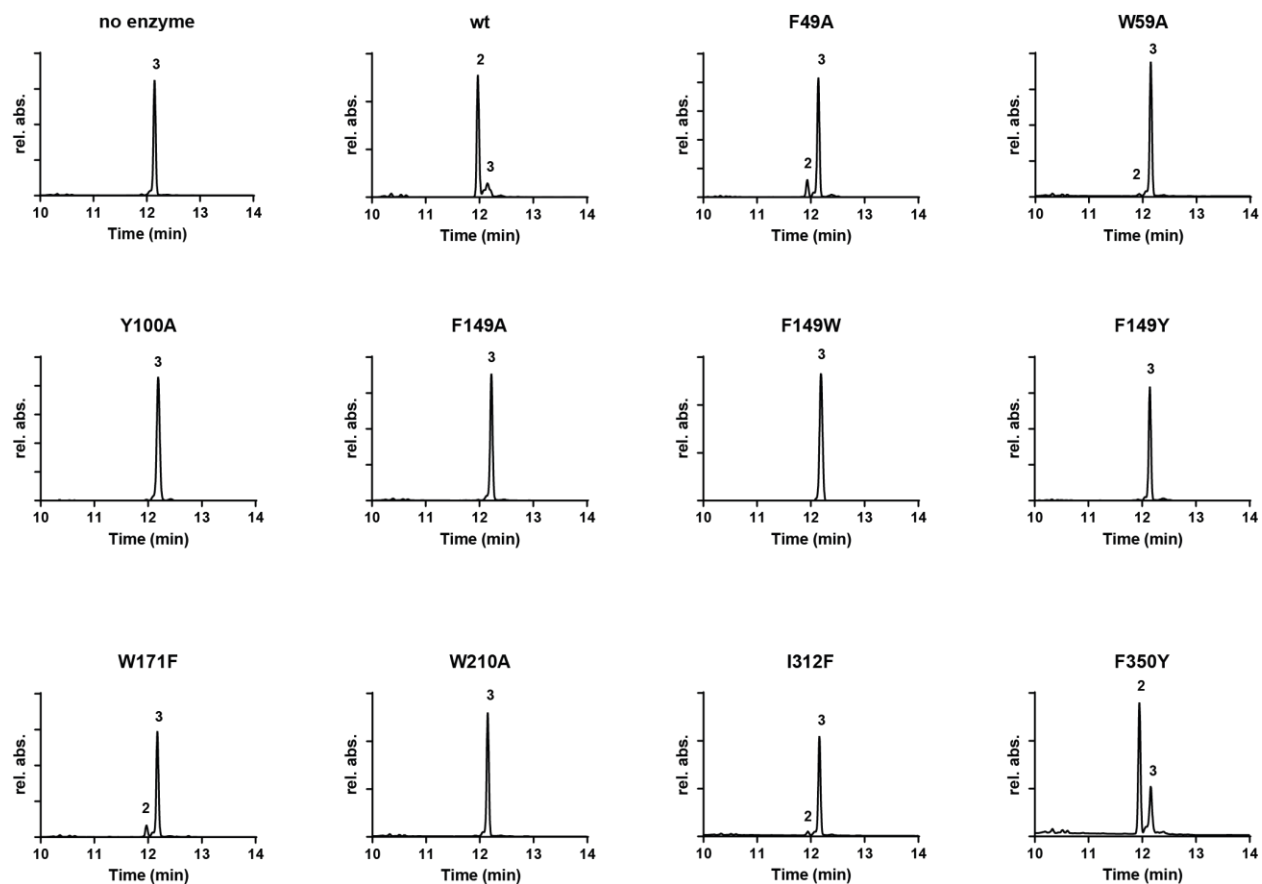 no enzyme
wt
F49A
W59A
3
2
3
3
2
3
2
rel. abs.
rel. abs.
rel. abs.
rel. abs.
10 11 12 13 14
10 11 12 13 14
10 11 12 13 14
10 11 12 13 14
Time (min)
Time (min)
Time (min)
Time (min)
Y100A
F149A
F149W
F149Y
3
3
3
3
rel. abs.
rel. abs.
rel. abs.
rel. abs.
10 11 12 13 14
10 11 12 13 14
10 11 12 13 14
10 11 12 13 14
Time (min)
Time (min)
Time (min)
Time (min)
W171F
W210A
I312F
F350Y
3
2
3
3
2
2
3
rel. abs.
rel. abs.
rel. abs.
rel. abs.
10 11 12 13 14
10 11 12 13 14
10 11 12 13 14
10 11 12 13 14
Time (min)
Time (min)
Time (min)
Time (min)